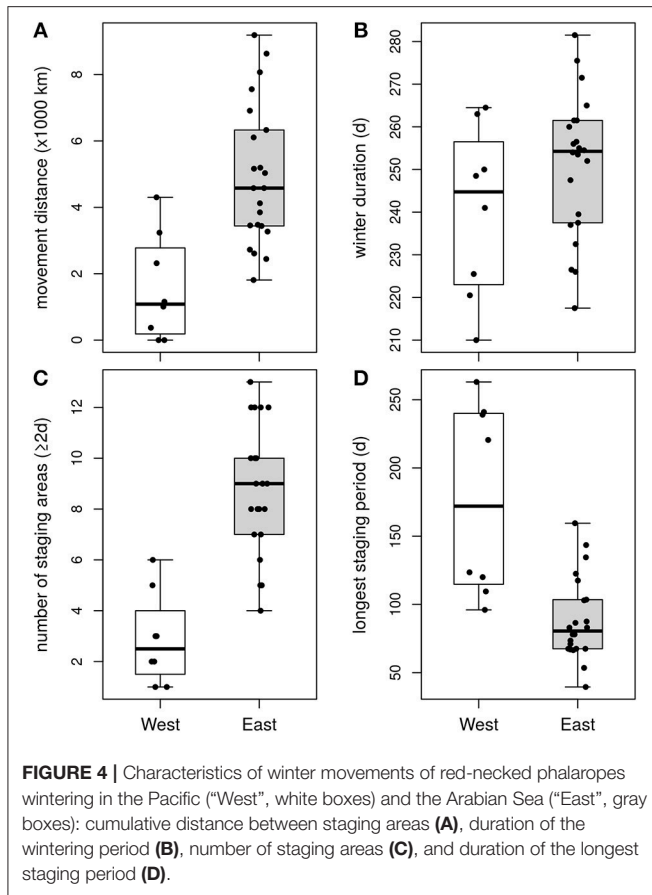 A
movement distance (x1000 km)
8
6
4
2
0
B
winter duration (d)
280
270
260
250
240
230
220
210
C
number of staging areas (≥2d)
12
10
8
6
4
2
West
East
D
longest staging period (d)
250
200
150
100
50
West
East
FIGURE 4 | Characteristics of winter movements of red-necked phalaropes
wintering in the Pacific (“West”, white boxes) and the Arabian Sea (“East”, gray
boxes): cumulative distance between staging areas (A), duration of the
wintering period (B), number of staging areas (C), and duration of the longest
staging period (D).